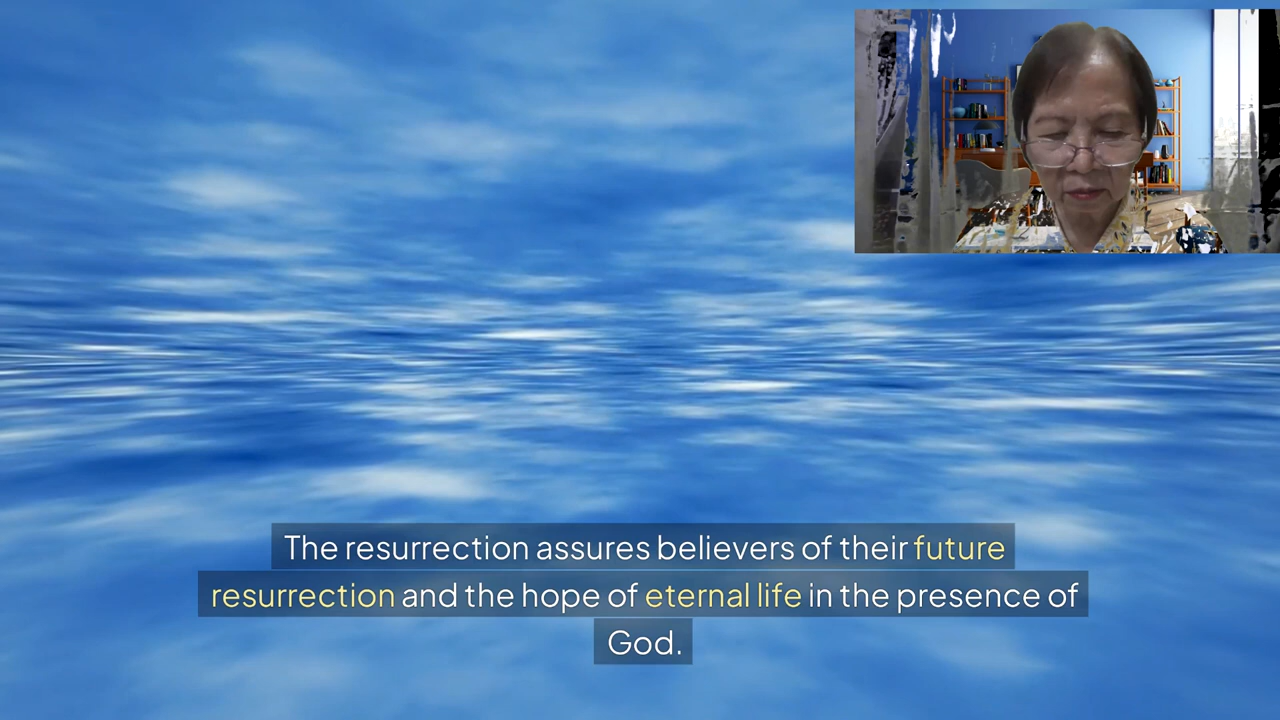 The resurrection assures believers of their future
resurrection and the hope of eternal life in the presence of
God.